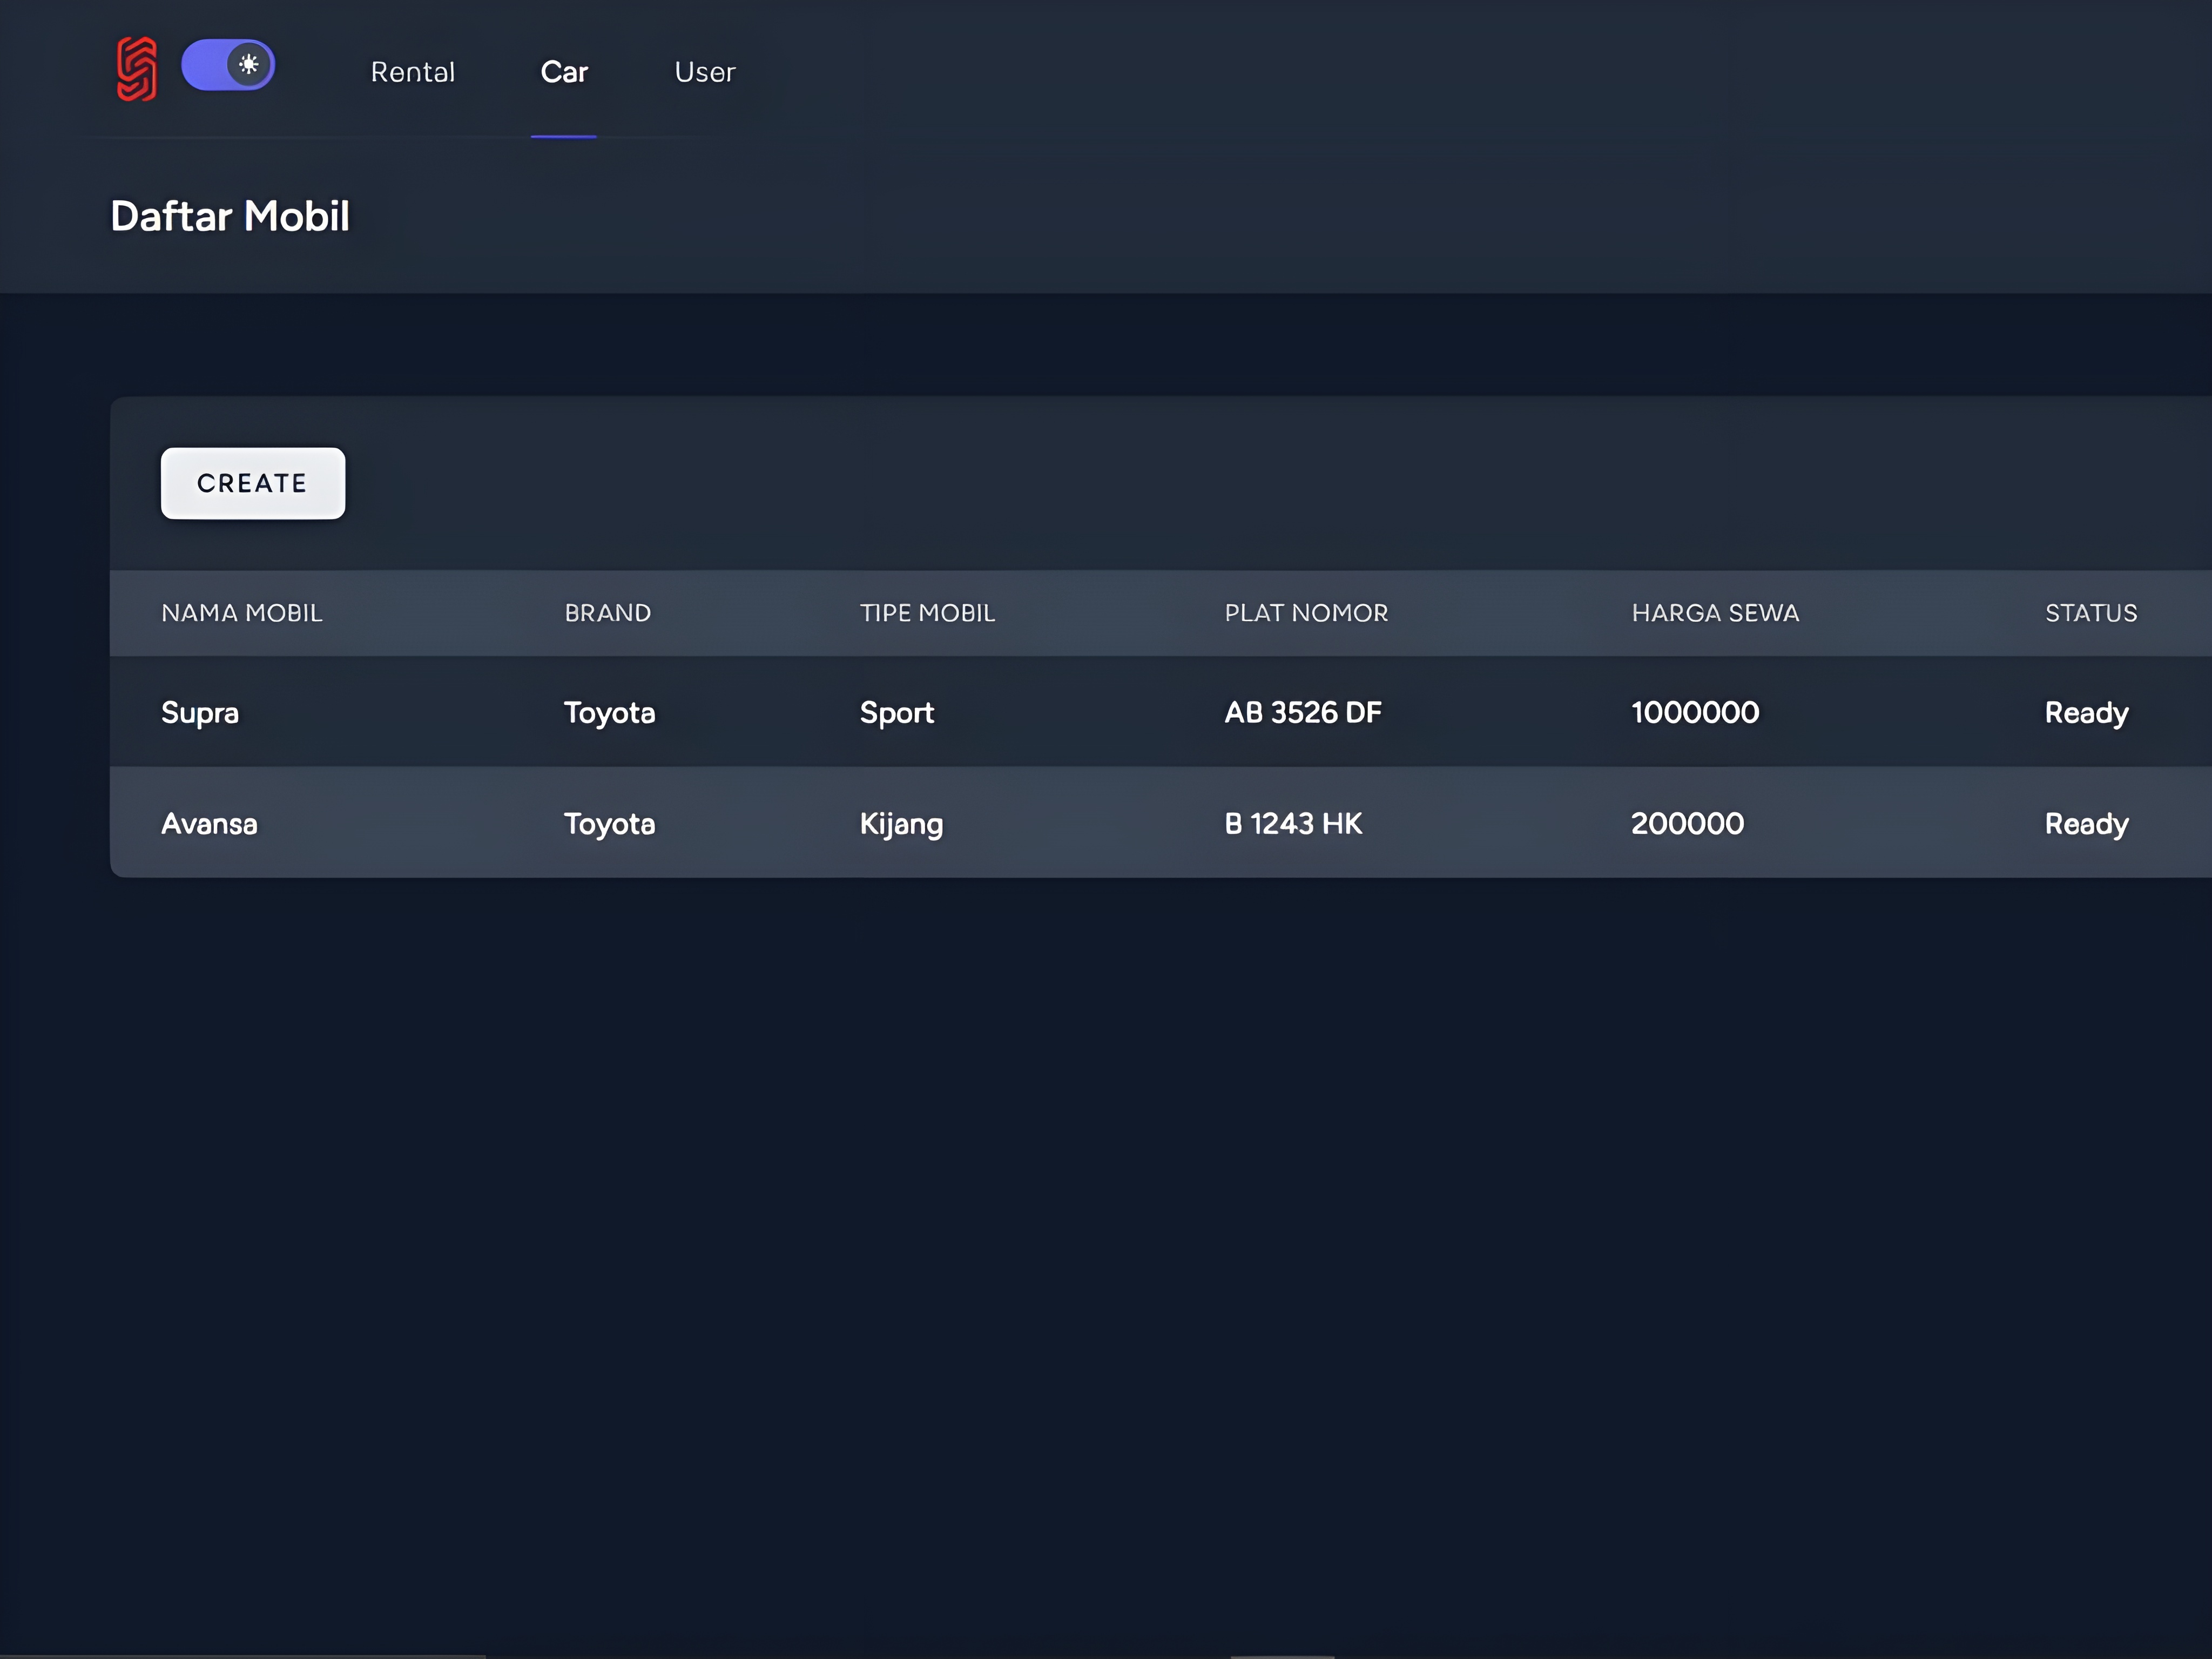 Rental Car User
Daftar Mobil
CREATE
NAMA MOBIL BRAND TIPE MOBIL PLAT NOMOR HARGA SEWA STATUS
Supra Toyota Sport AB 3526 DF 1000000 Ready
Avansa Toyota Kijang B 1243 HK 200000 Ready